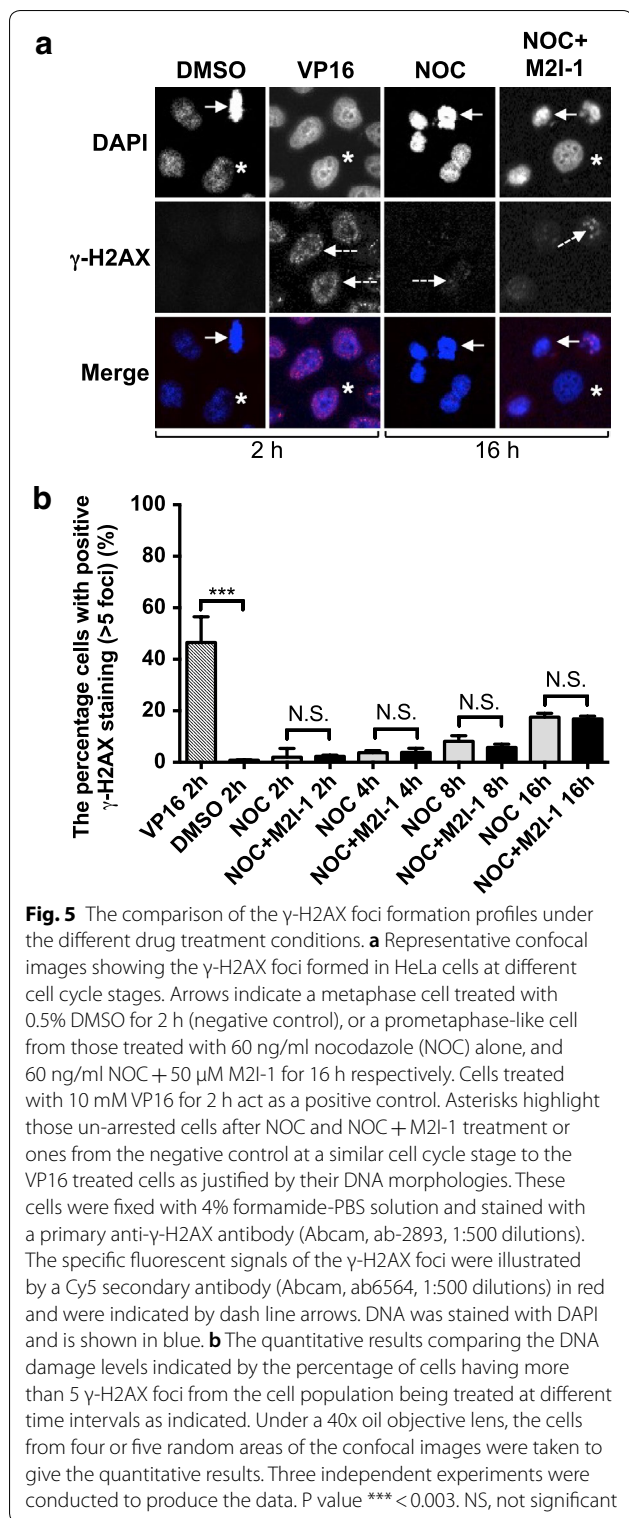 a
DMSO VP16 NOC NOC+
M2I-1
DAPI
*
*
*
γ-H2AX
Merge
*
*
*
2 h 16 h
b
The percentage cells with positive
γ-H2AX staining (>5 foci) (%)
100
80
60
40
20
0
***
N.S.
N.S.
N.S.
N.S.
VP16 2h
DMSO 2h
NOC 2h
NOC+M2I-1 2h
NOC 4h
NOC+M2I-1 4h
NOC 8h
NOC+M2I-1 8h
NOC 16h
NOC+M2I-1 16h
Fig. 5 The comparison of the γ-H2AX foci formation profiles under
the different drug treatment conditions. a Representative confocal
images showing the γ-H2AX foci formed in HeLa cells at different
cell cycle stages. Arrows indicate a metaphase cell treated with
0.5% DMSO for 2 h (negative control), or a prometaphase-like cell
from those treated with 60 ng/ml nocodazole (NOC) alone, and
60 ng/ml NOC + 50 μM M2I-1 for 16 h respectively. Cells treated
with 10 mM VP16 for 2 h act as a positive control. Asterisks highlight
those un-arrested cells after NOC and NOC + M2I-1 treatment or
ones from the negative control at a similar cell cycle stage to the
VP16 treated cells as justified by their DNA morphologies. These
cells were fixed with 4% formamide-PBS solution and stained with
a primary anti-γ-H2AX antibody (Abcam, ab-2893, 1:500 dilutions).
The specific fluorescent signals of the γ-H2AX foci were illustrated
by a Cy5 secondary antibody (Abcam, ab6564, 1:500 dilutions) in red
and were indicated by dash line arrows. DNA was stained with DAPI
and is shown in blue. b The quantitative results comparing the DNA
damage levels indicated by the percentage of cells having more
than 5 γ-H2AX foci from the cell population being treated at different
time intervals as indicated. Under a 40x oil objective lens, the cells
from four or five random areas of the confocal images were taken to
give the quantitative results. Three independent experiments were
conducted to produce the data. P value *** < 0.003. NS, not significant